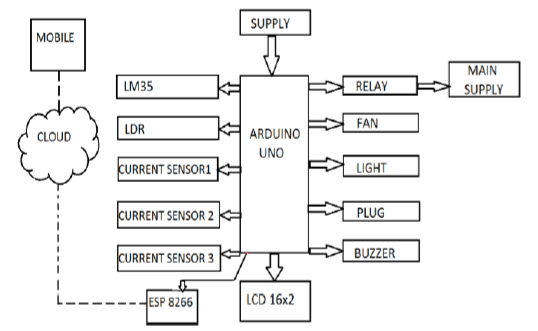 SUPPLY
MOBILE
CLOUD
LM35
LDR
CURRENT SENSOR1
CURRENT SENSOR 2
CURRENT SENSOR 3
ESP 8266
ARDUINO
UNO
LCD 16x2
RELAY
MAIN
SUPPLY
FAN
LIGHT
PLUG
BUZZER